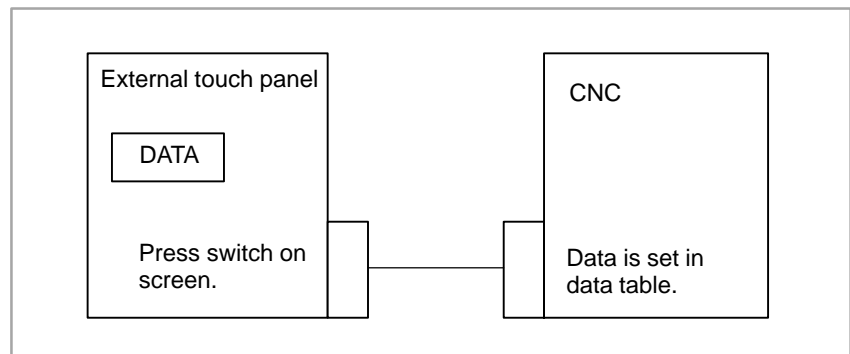 External touch panel
DATA
Press switch on
screen.
CNC
Data is set in
data table.